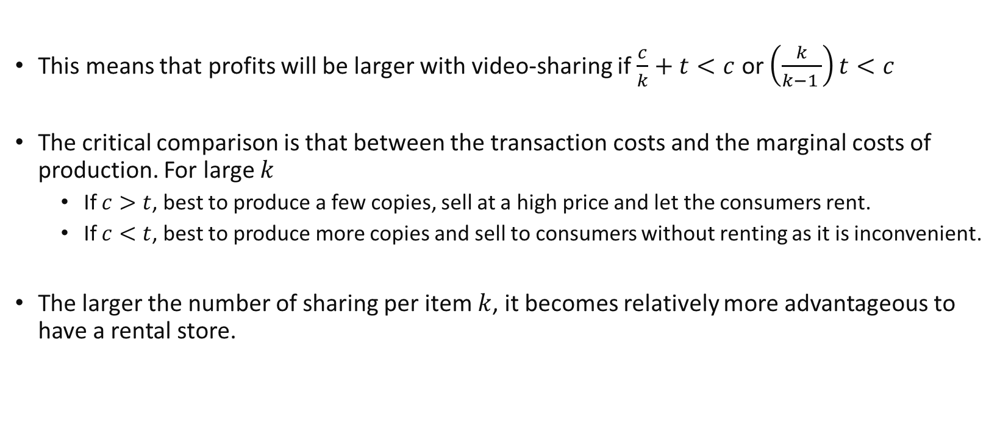 • This means that profits will be larger with video-sharing if c/k + t < c or (k/(k−1)) t < c
• The critical comparison is that between the transaction costs and the marginal costs of
production. For large k
• If c > t, best to produce a few copies, sell at a high price and let the consumers rent.
• If c < t, best to produce more copies and sell to consumers without renting as it is inconvenient.
• The larger the number of sharing per item k, it becomes relatively more advantageous to
have a rental store.